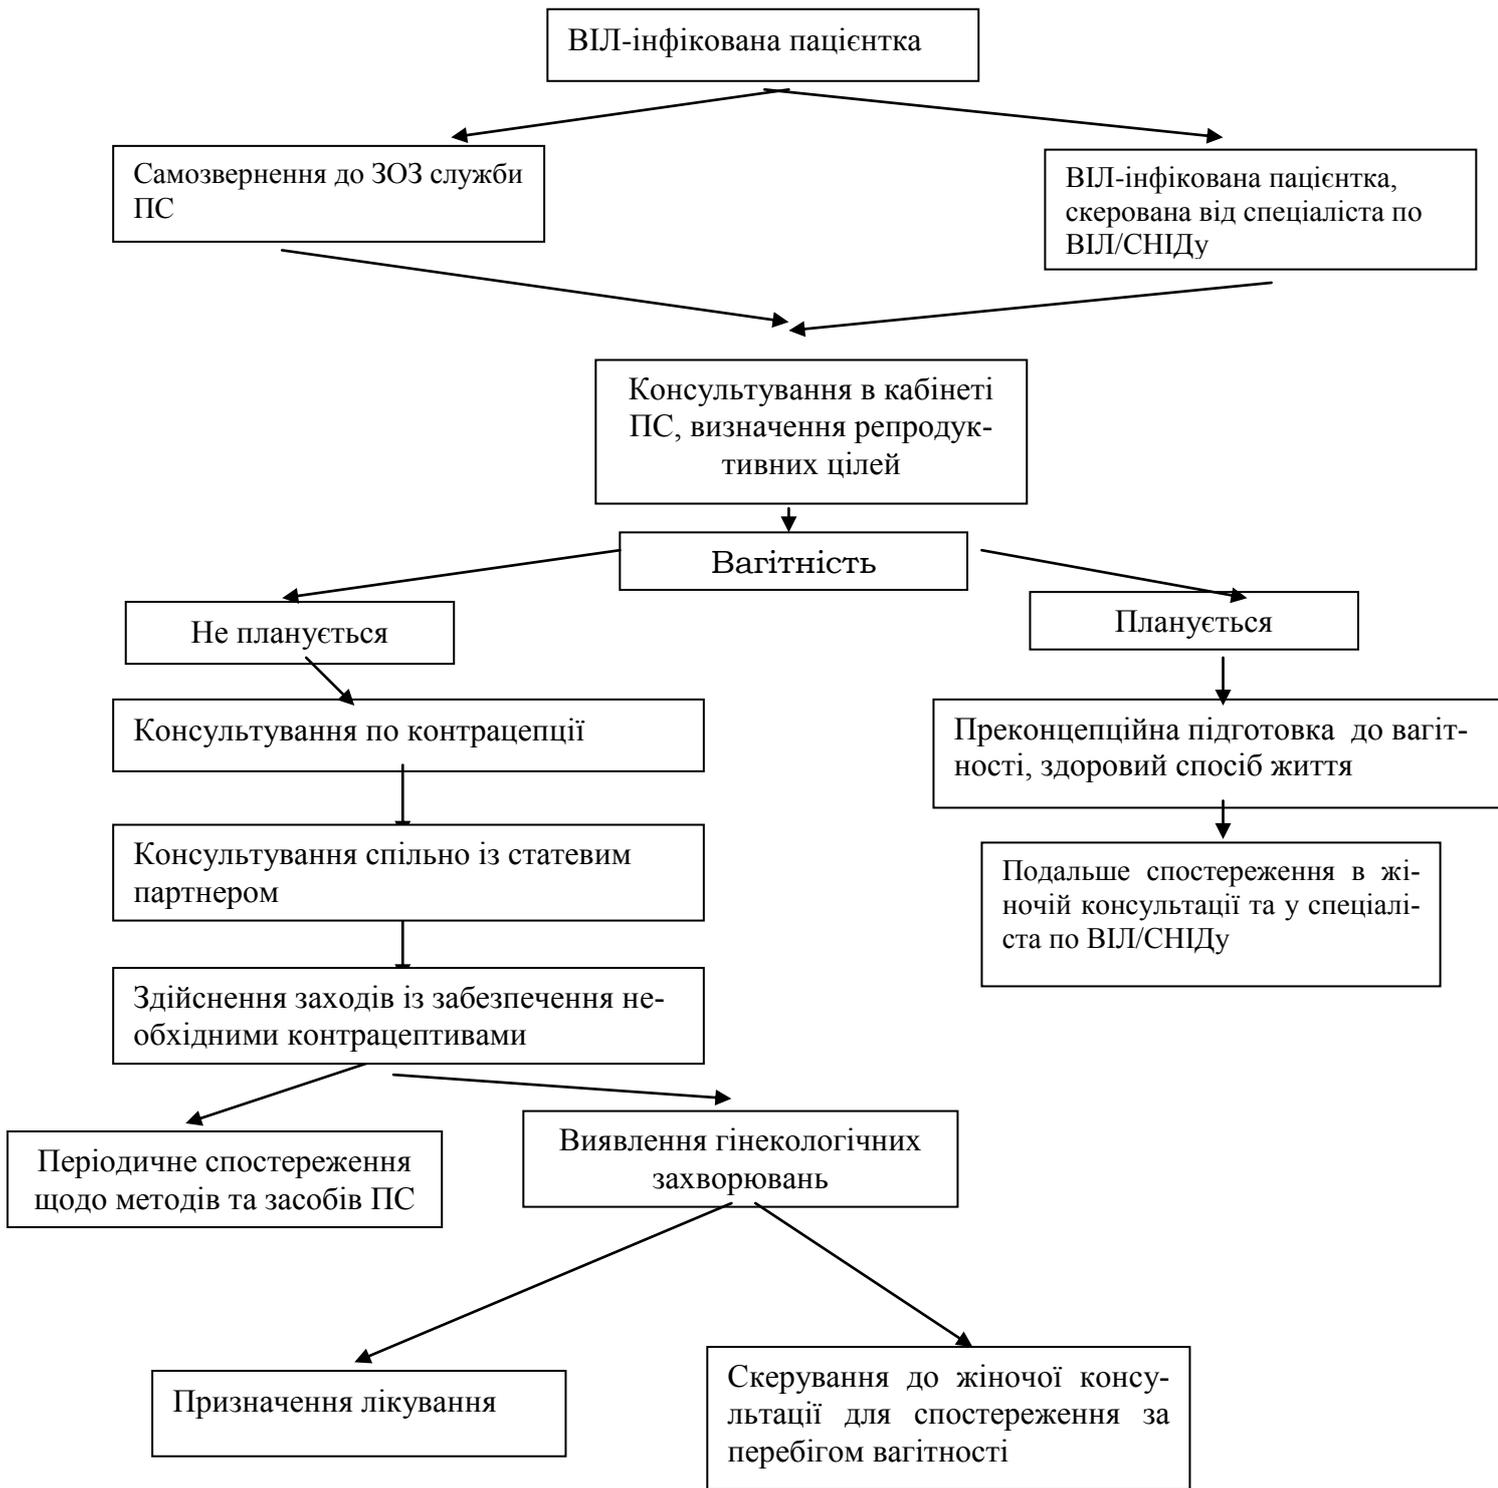 ВІЛ-інфікована пацієнтка
Самозвернення до ЗОЗ служби
ПС
ВІЛ-інфікована пацієнтка,
скерована від спеціаліста по
ВІЛ/СНІДу
Консультування в кабінеті
ПС, визначення репродук-
тивних цілей
Вагітність
Не планується
Планується
Консультування по контрацепції
Преконцепційна підготовка до вагіт-
ності, здоровий спосіб життя
Консультування спільно із статевим
партнером
Подальше спостереження в жі-
ночій консультації та у спеціалі-
ста по ВІЛ/СНІДу
Здійснення заходів із забезпечення не-
обхідними контрацептивами
Періодичне спостереження
щодо методів та засобів ПС
Виявлення гінекологічних
захворювань
Призначення лікування
Скерування до жіночої консу-
льтації для спостереження за
перебігом вагітності